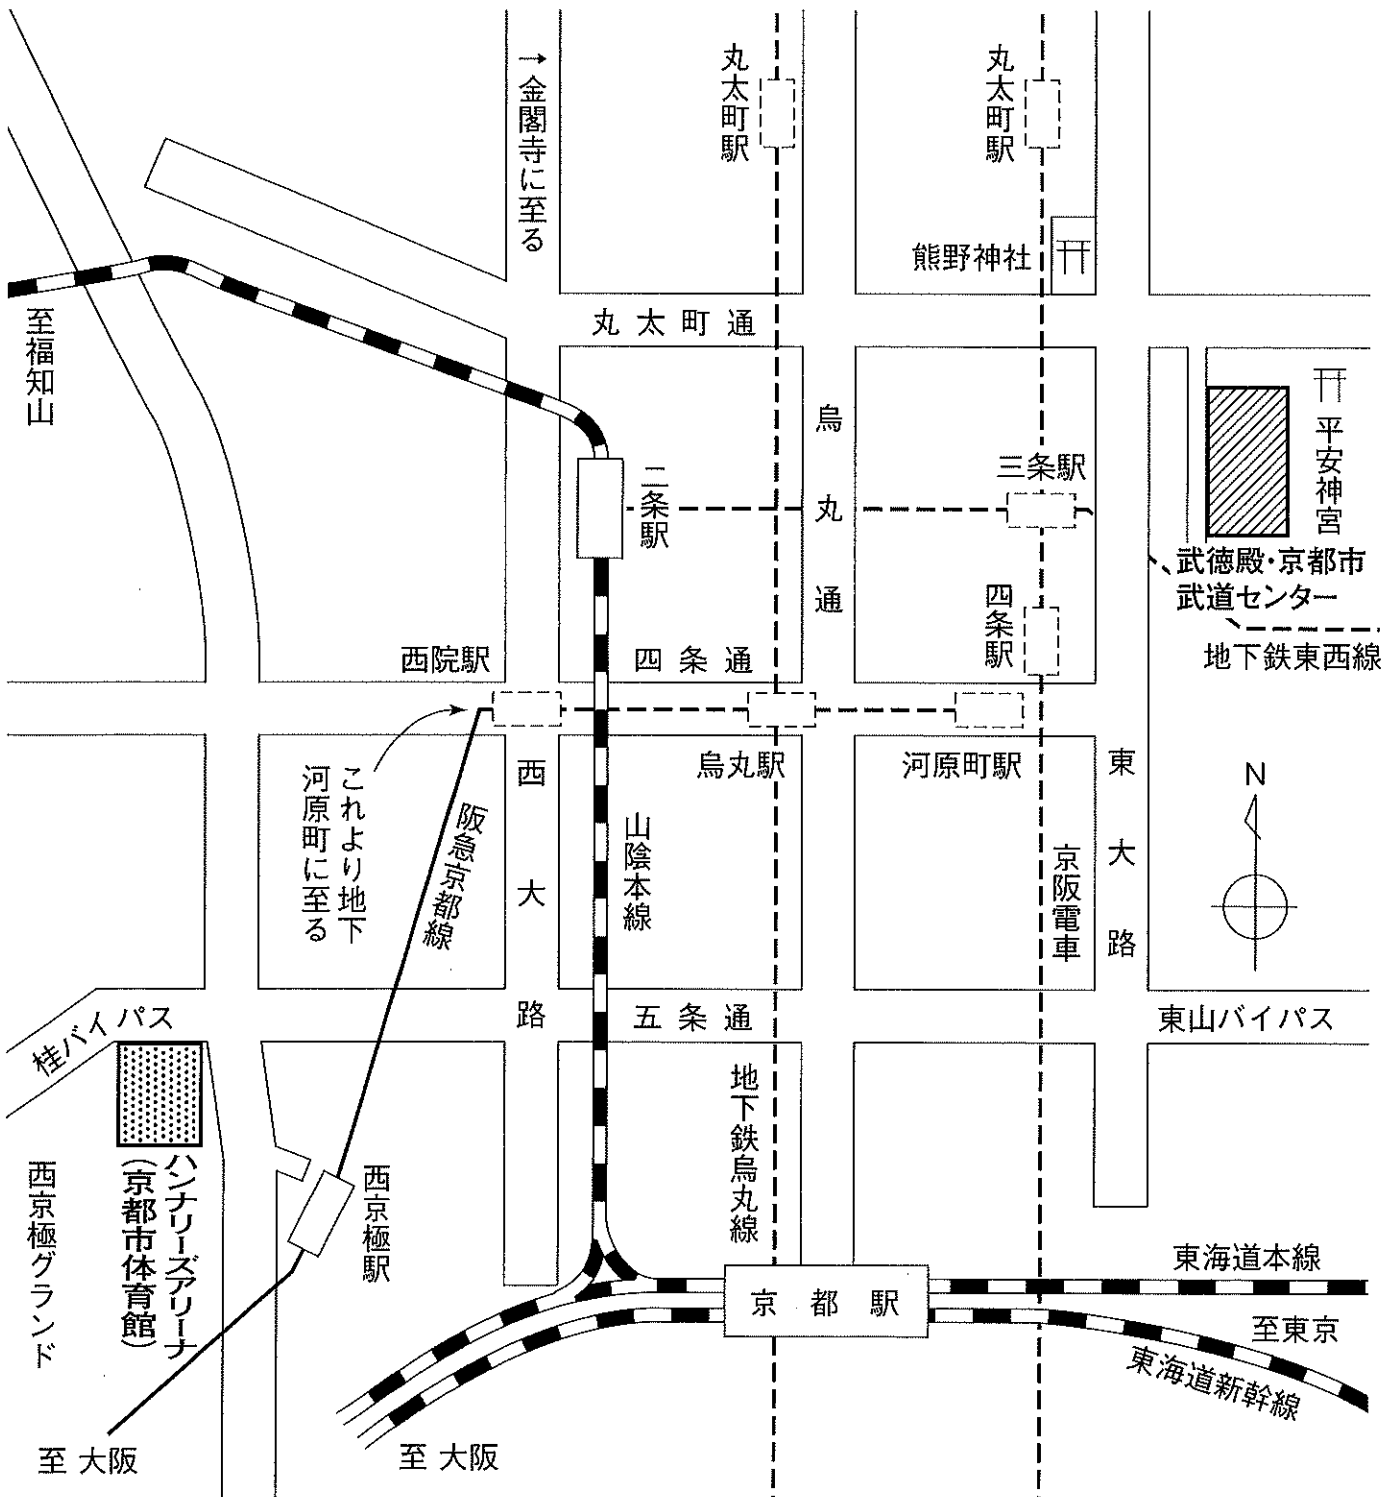 →金閣寺に至る
丸太町駅
丸太町駅
熊野神社
至福知山
丸太町通
烏丸通
平安神宮
三条駅
二条駅
武徳殿・京都市
武道センター
四条駅
西院駅
四条通
地下鉄東西線
烏丸駅
河原町駅
これより地下
河原町に至る
阪急京都線
西大路
山陰本線
京阪電車
東大路
N
桂バイパス
五条通
東山バイパス
地下鉄烏丸線
西京極グランド
ハンナリーズアリーナ
(京都市体育館)
西京極駅
京都駅
東海道本線
至東京
東海道新幹線
至 大阪
至 大阪